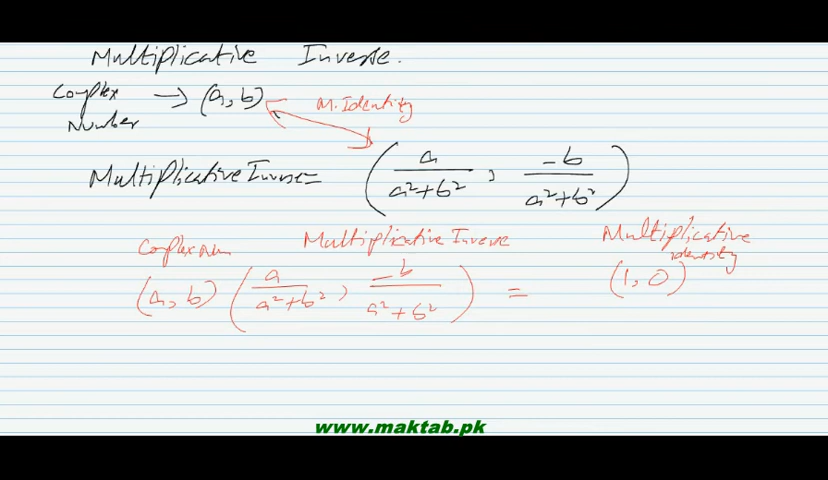 Multiplicative Inverse.
Complex Number → (a, b)
M. Identity
Multiplicative Inverse = (a/(a²+b²), -b/(a²+b²))
Complex Num Multiplicative Inverse Multiplicative identity
(a, b) (a/(a²+b²), -b/(a²+b²)) = (1, 0)
www.maktab.pk